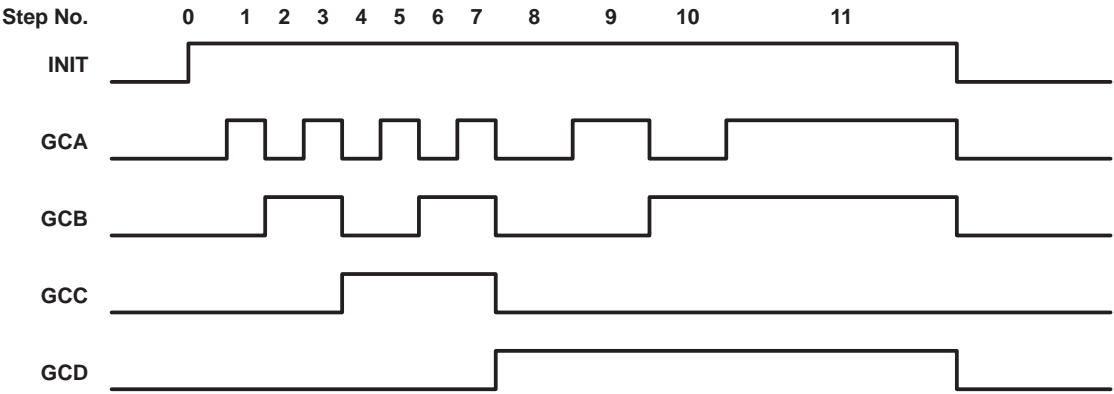 Step No. 0 1 2 3 4 5 6 7 8 9 10 11
INIT
GCA
GCB
GCC
GCD